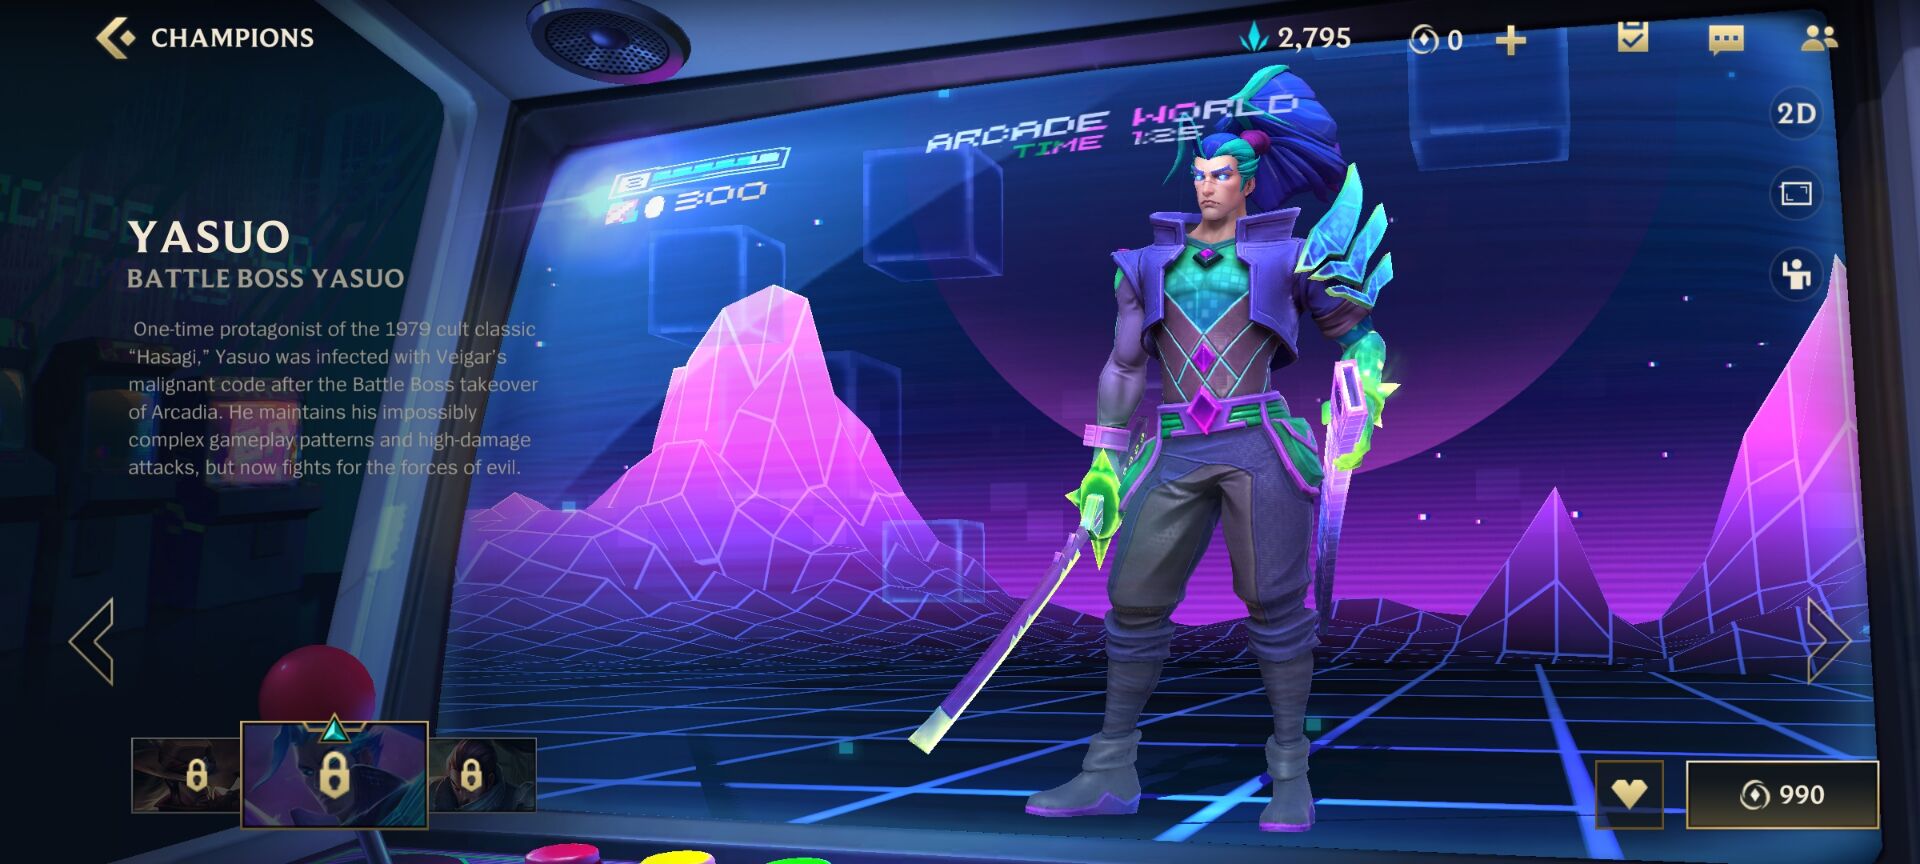 CHAMPIONS
2,795
0
2D
ARCADE WORLD
TIME 1:25
300
YASUO
BATTLE BOSS YASUO
One-time protagonist of the 1979 cult classic
“Hasagi,” Yasuo was infected with Veigar’s
malignant code after the Battle Boss takeover
of Arcadia. He maintains his impossibly
complex gameplay patterns and high-damage
attacks, but now fights for the forces of evil.
990